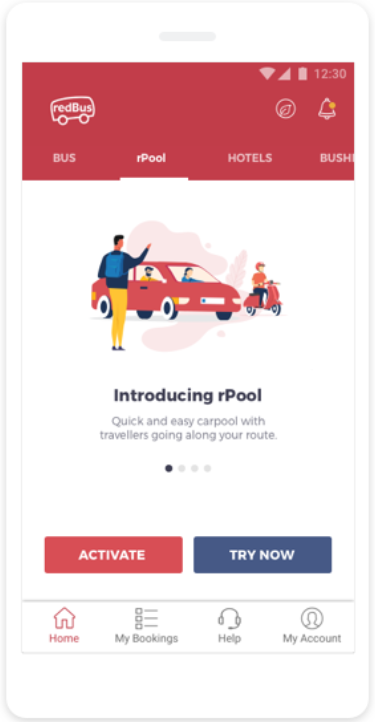 12:30
redBus
BUS
rPool
HOTELS
BUSHI
Introducing rPool
Quick and easy carpool with
travellers going along your route.
ACTIVATE
TRY NOW
Home
My Bookings
Help
My Account